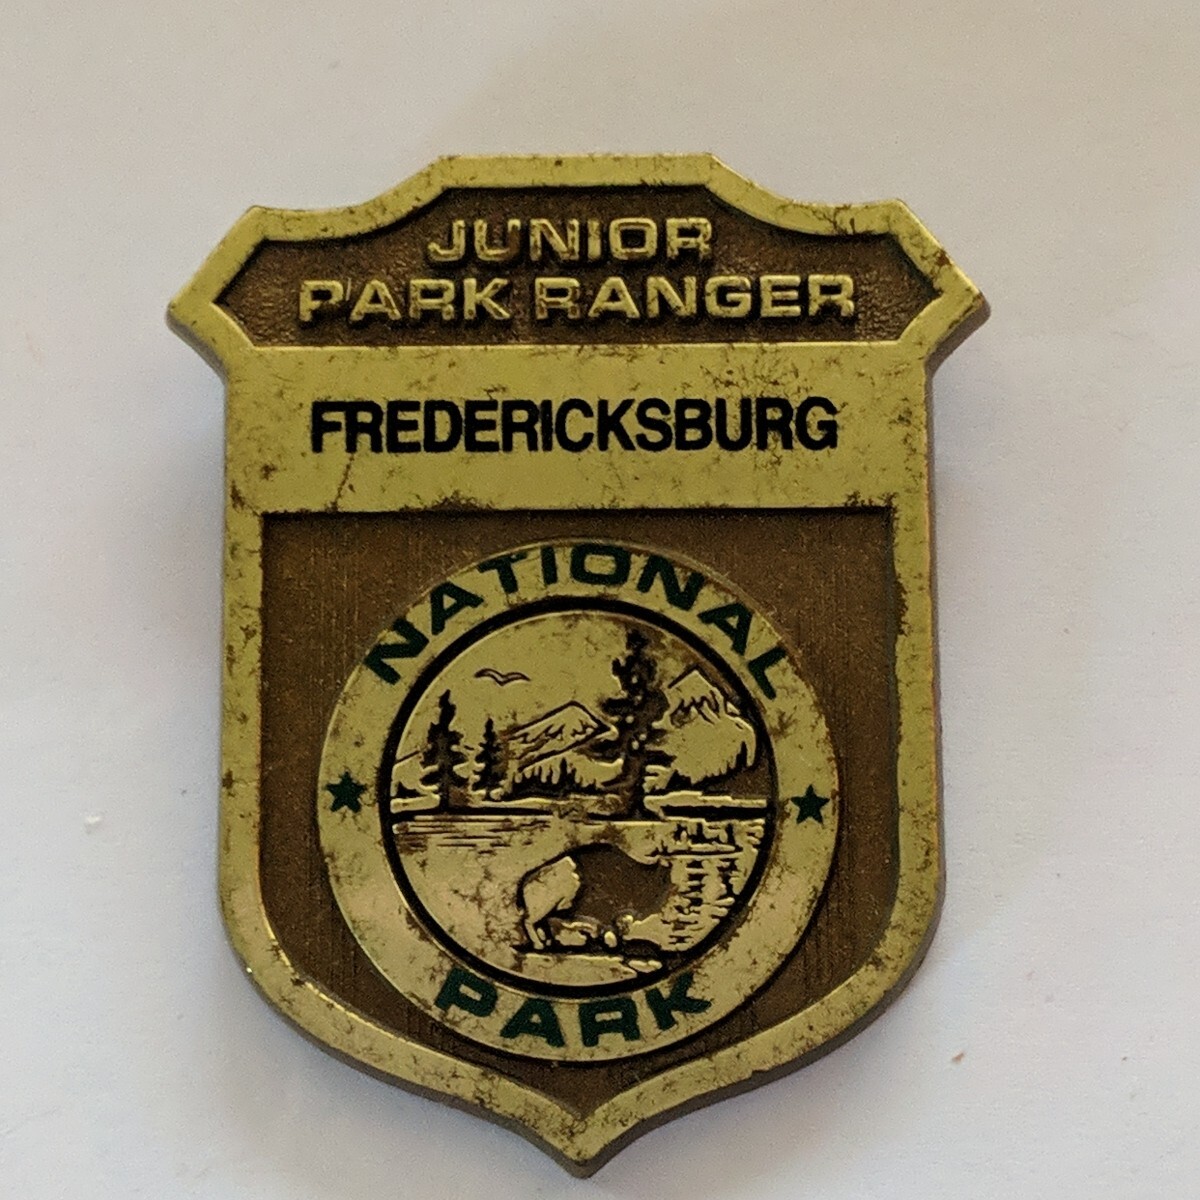 JUNIOR
PARK RANGER
FREDERICKSBURG
NATIONAL
PARK